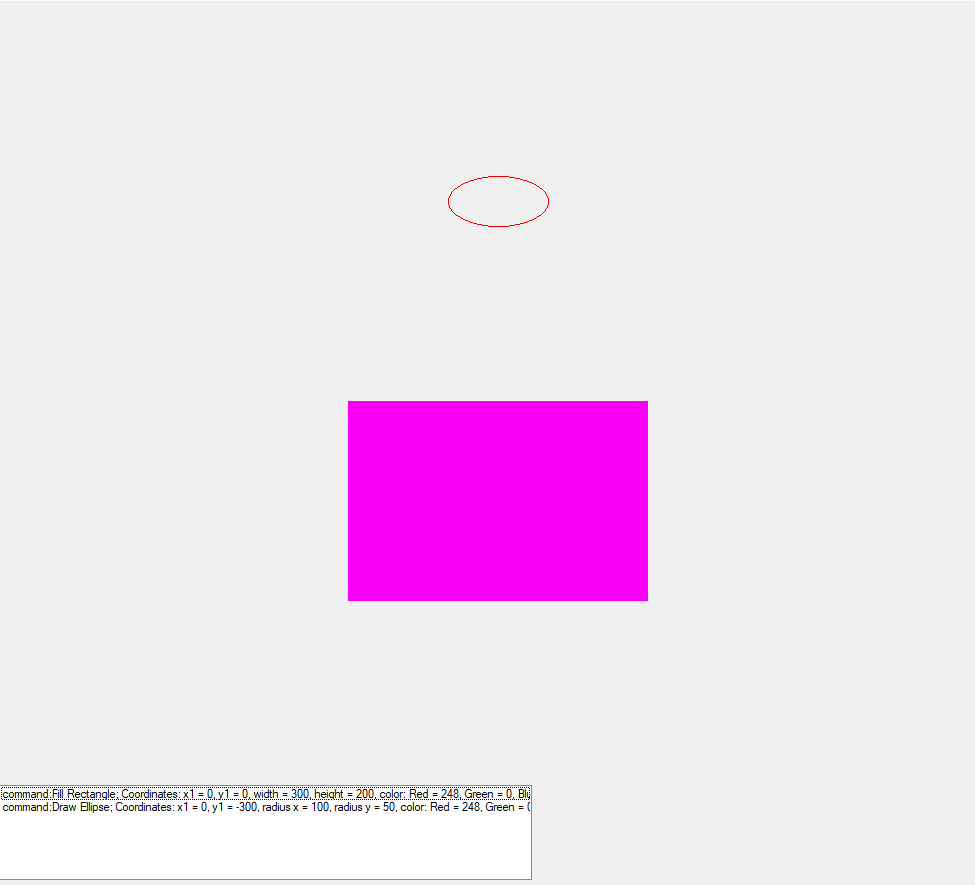 command:Fill Rectangle; Coordinates: x1 = 0, y1 = 0, width = 300, height = 200, color: Red = 248, Green = 0,
command:Draw Ellipse; Coordinates: x1 = 0, y1 = -300, radius x = 100, radius y = 50, color: Red = 248, Green =